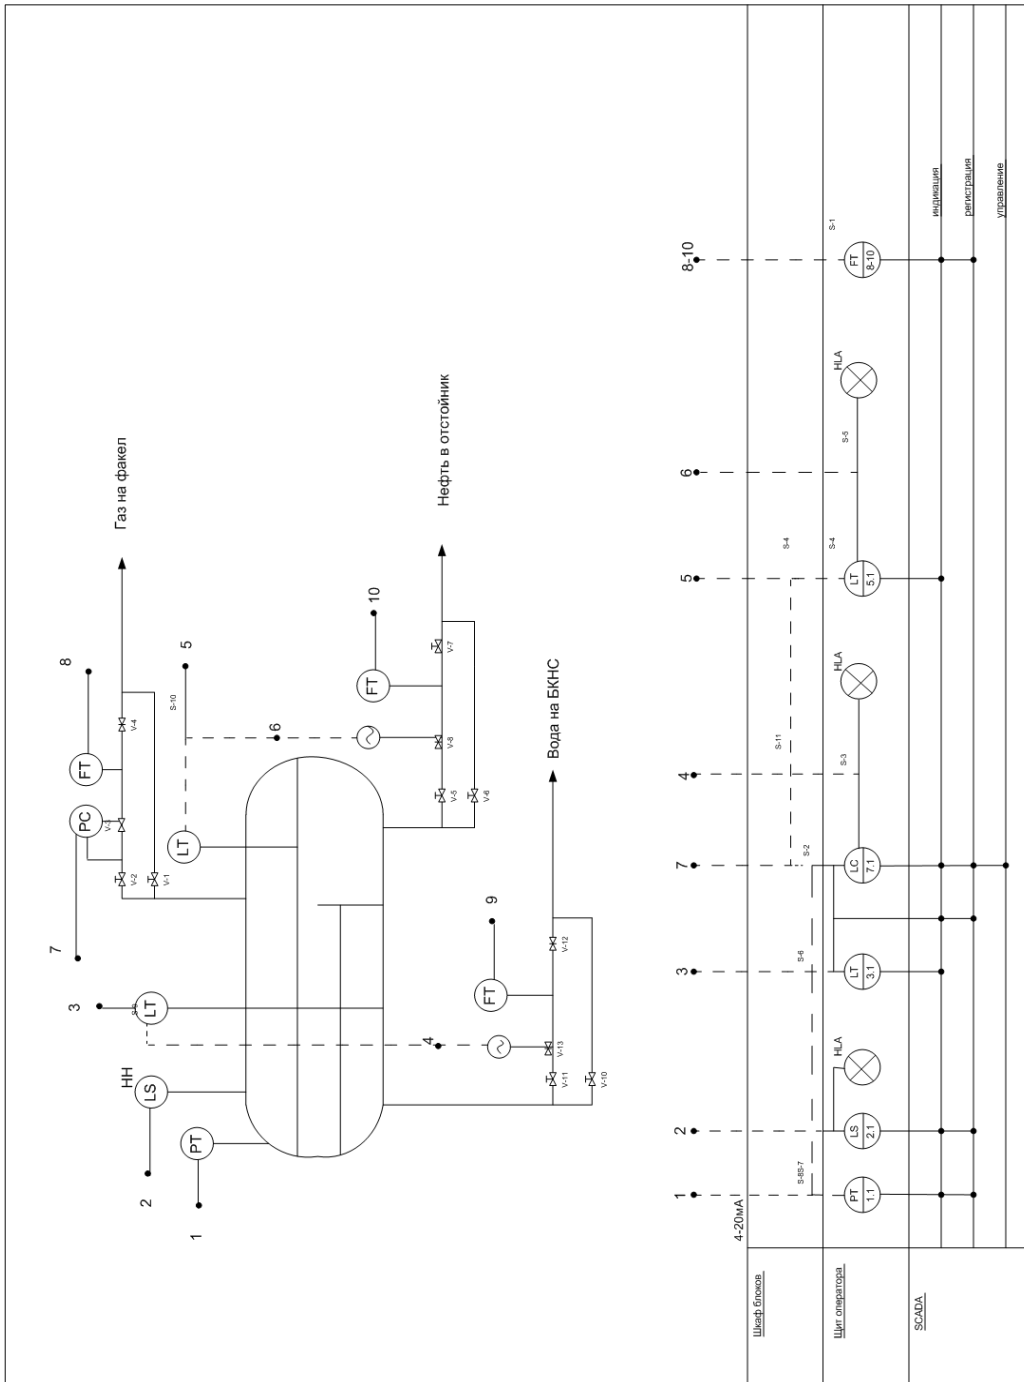 Газ на факел
8
FT
V-4
PC
V-3
V-2
V-1
7
5
S-10
LT
6
10
FT
V-7
V-8
V-5
V-6
Нефть в отстойник
3
LT
HH
LS
2
PT
1
4
9
FT
V-12
V-13
V-11
V-10
Вода на БКНС
1
2
3
7
4
5
6
8-10
4-20мА
Шкаф блоков
S-8
S-7
S-6
S-2
S-11
S-4
Щит оператора
PT
1.1
LS
2.1
HLA
LT
3.1
LC
7.1
S-3
HLA
LT
5.1
S-4
S-5
HLA
FT
8-10
S-1
SCADA
индикация
регистрация
управление